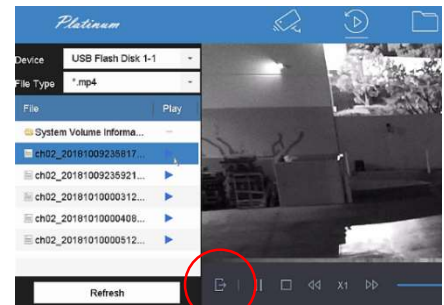 Platinum
Device USB Flash Disk 1-1
File Type *.mp4
File Play
System Volume Informa...
ch02_20181009235817...
ch02_20181009235921...
ch02_20181010000312...
ch02_20181010000408...
ch02_20181010000512...
Refresh
X1